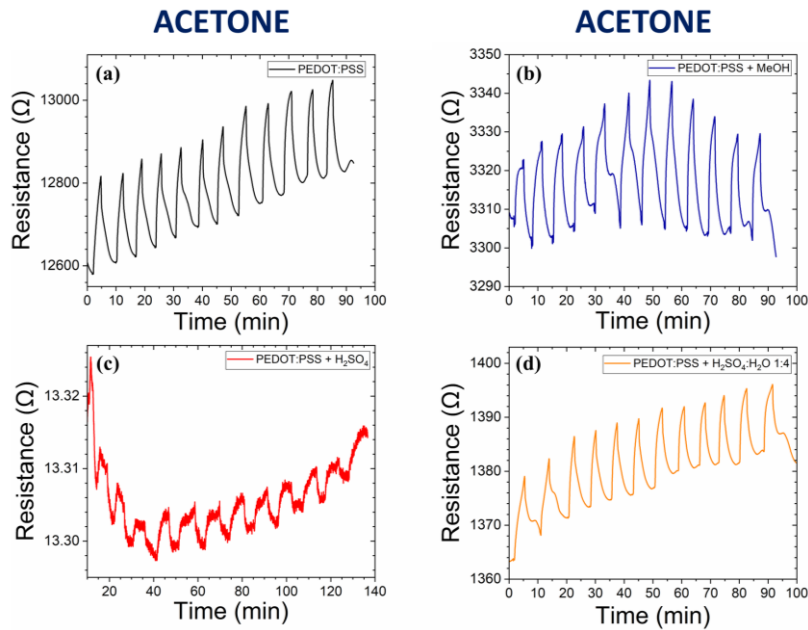 ACETONE
ACETONE
(a)
PEDOT:PSS
13000
12800
12600
Resistance (Ω)
0 10 20 30 40 50 60 70 80 90 100
Time (min)
(b)
PEDOT:PSS + MeOH
3350
3340
3330
3320
3310
3300
3290
Resistance (Ω)
0 10 20 30 40 50 60 70 80 90 100
Time (min)
(c)
PEDOT:PSS + H₂SO₄
13.32
13.31
13.30
Resistance (Ω)
20 40 60 80 100 120 140
Time (min)
(d)
PEDOT:PSS + H₂SO₄:H₂O 1:4
1400
1390
1380
1370
1360
Resistance (Ω)
0 10 20 30 40 50 60 70 80 90 100
Time (min)